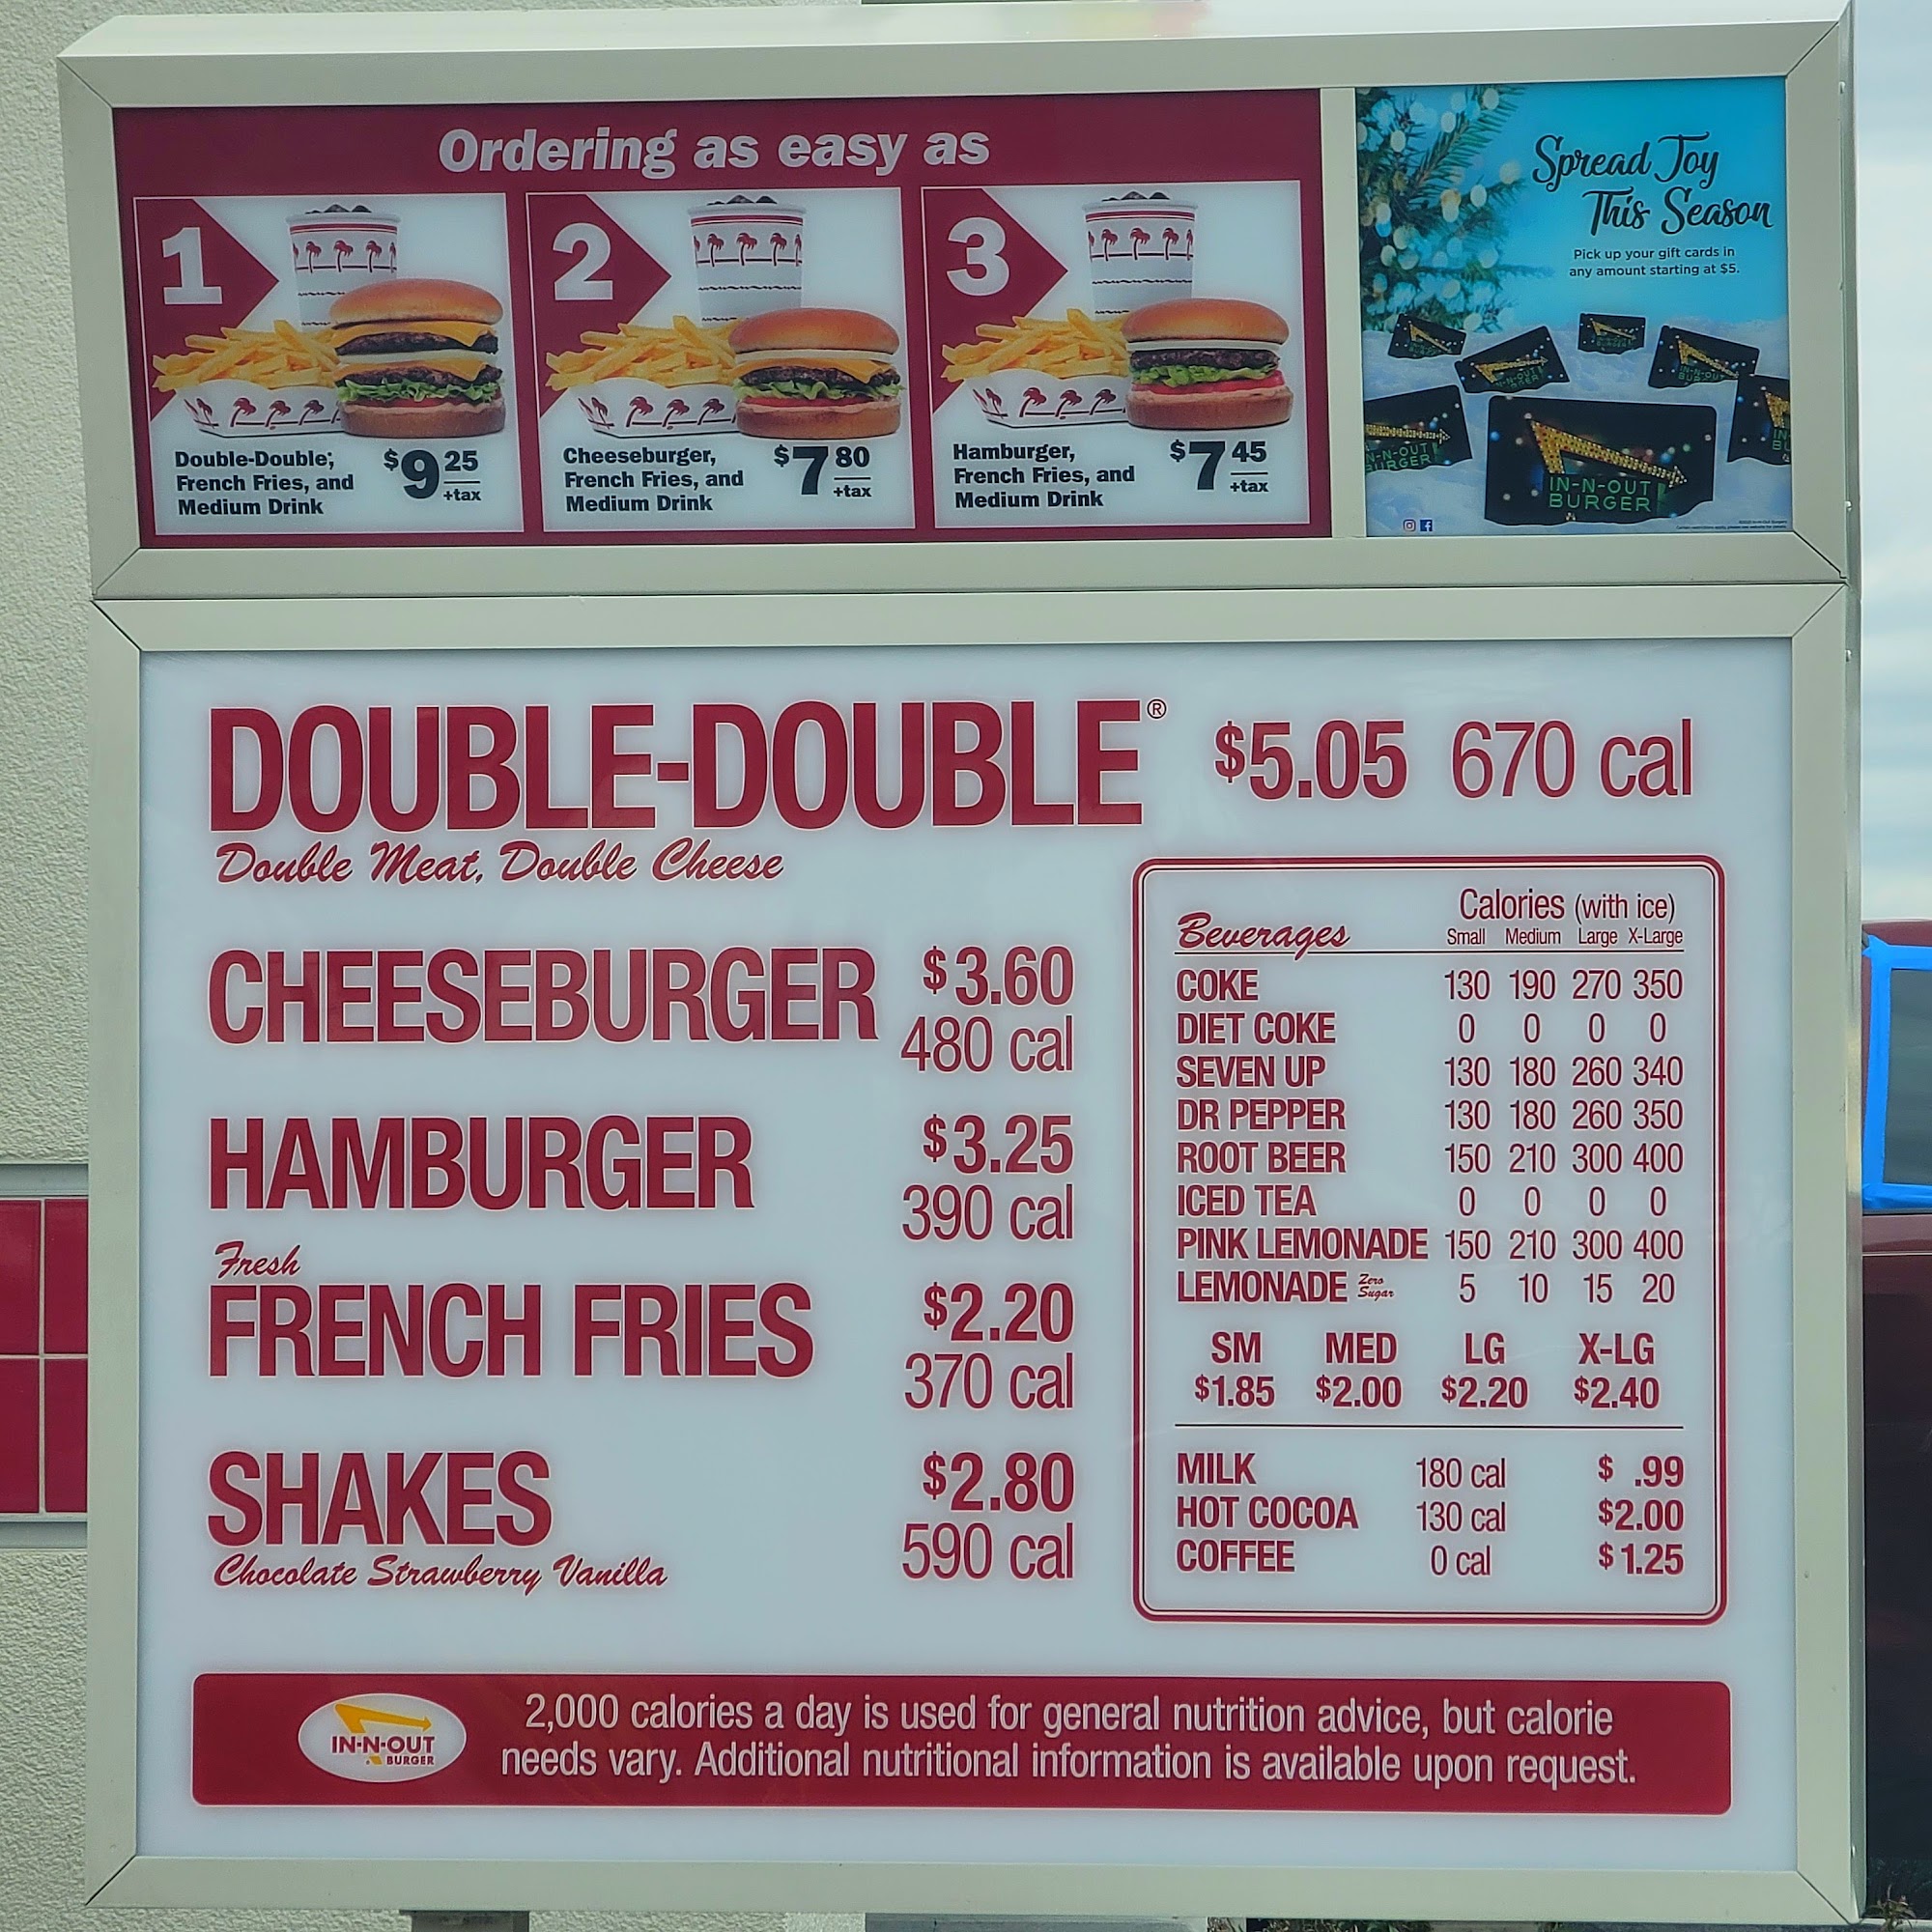 Ordering as easy as
1
Double-Double,
French Fries, and
Medium Drink
$9 25
+tax
2
Cheeseburger,
French Fries, and
Medium Drink
$7 80
+tax
3
Hamburger,
French Fries, and
Medium Drink
$7 45
+tax
Spread Joy
This Season
Pick up your gift cards in
any amount starting at $5.
IN-N-OUT
BURGER
DOUBLE-DOUBLE® $5.05 670 cal
Double Meat, Double Cheese
CHEESEBURGER $3.60
480 cal
HAMBURGER $3.25
390 cal
Fresh
FRENCH FRIES $2.20
370 cal
SHAKES $2.80
590 cal
Chocolate Strawberry Vanilla
Calories (with ice)
Beverages Small Medium Large X-Large
COKE 130 190 270 350
DIET COKE 0 0 0 0
SEVEN UP 130 180 260 340
DR PEPPER 130 180 260 350
ROOT BEER 150 210 300 400
ICED TEA 0 0 0 0
PINK LEMONADE 150 210 300 400
LEMONADE Zero Sugar 5 10 15 20
SM MED LG X-LG
$1.85 $2.00 $2.20 $2.40
MILK 180 cal $ .99
HOT COCOA 130 cal $2.00
COFFEE 0 cal $1.25
IN-N-OUT
BURGER
2,000 calories a day is used for general nutrition advice, but calorie
needs vary. Additional nutritional information is available upon request.